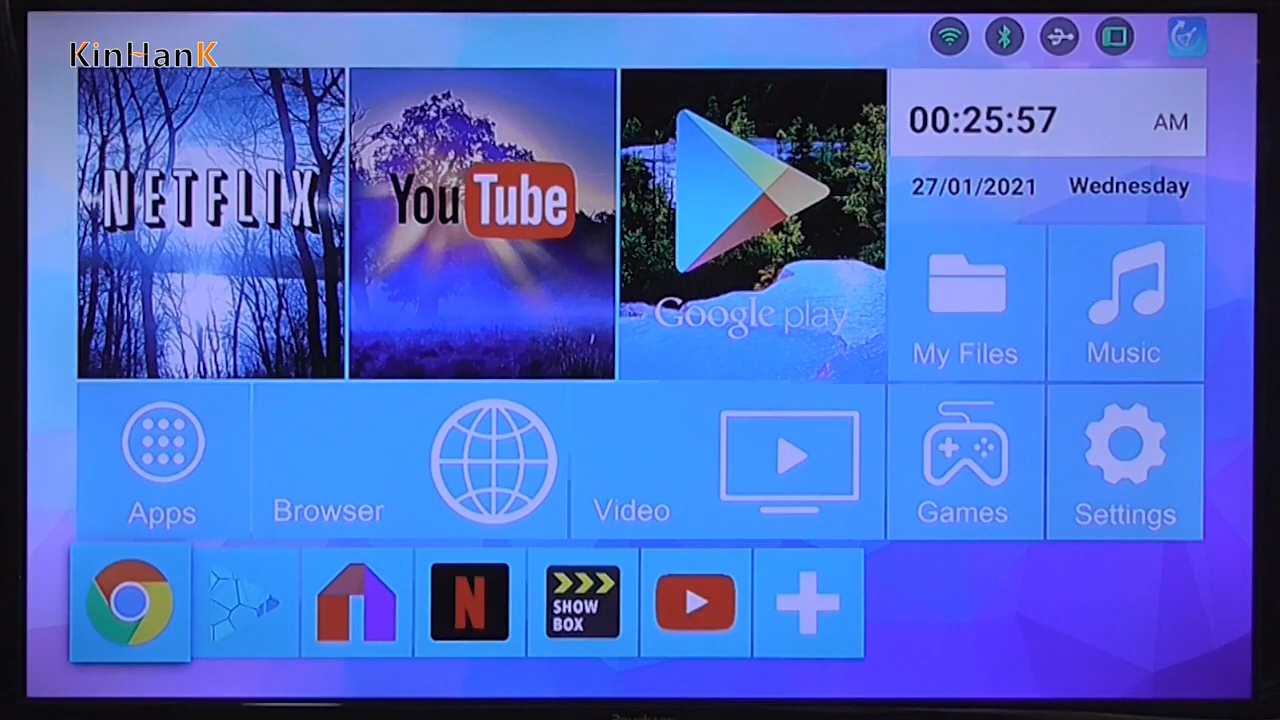 KinHanK
NETFLIX
YouTube
Google play
00:25:57
AM
27/01/2021
Wednesday
My Files
Music
Apps
Browser
Video
Games
Settings
N
SHOW
BOX